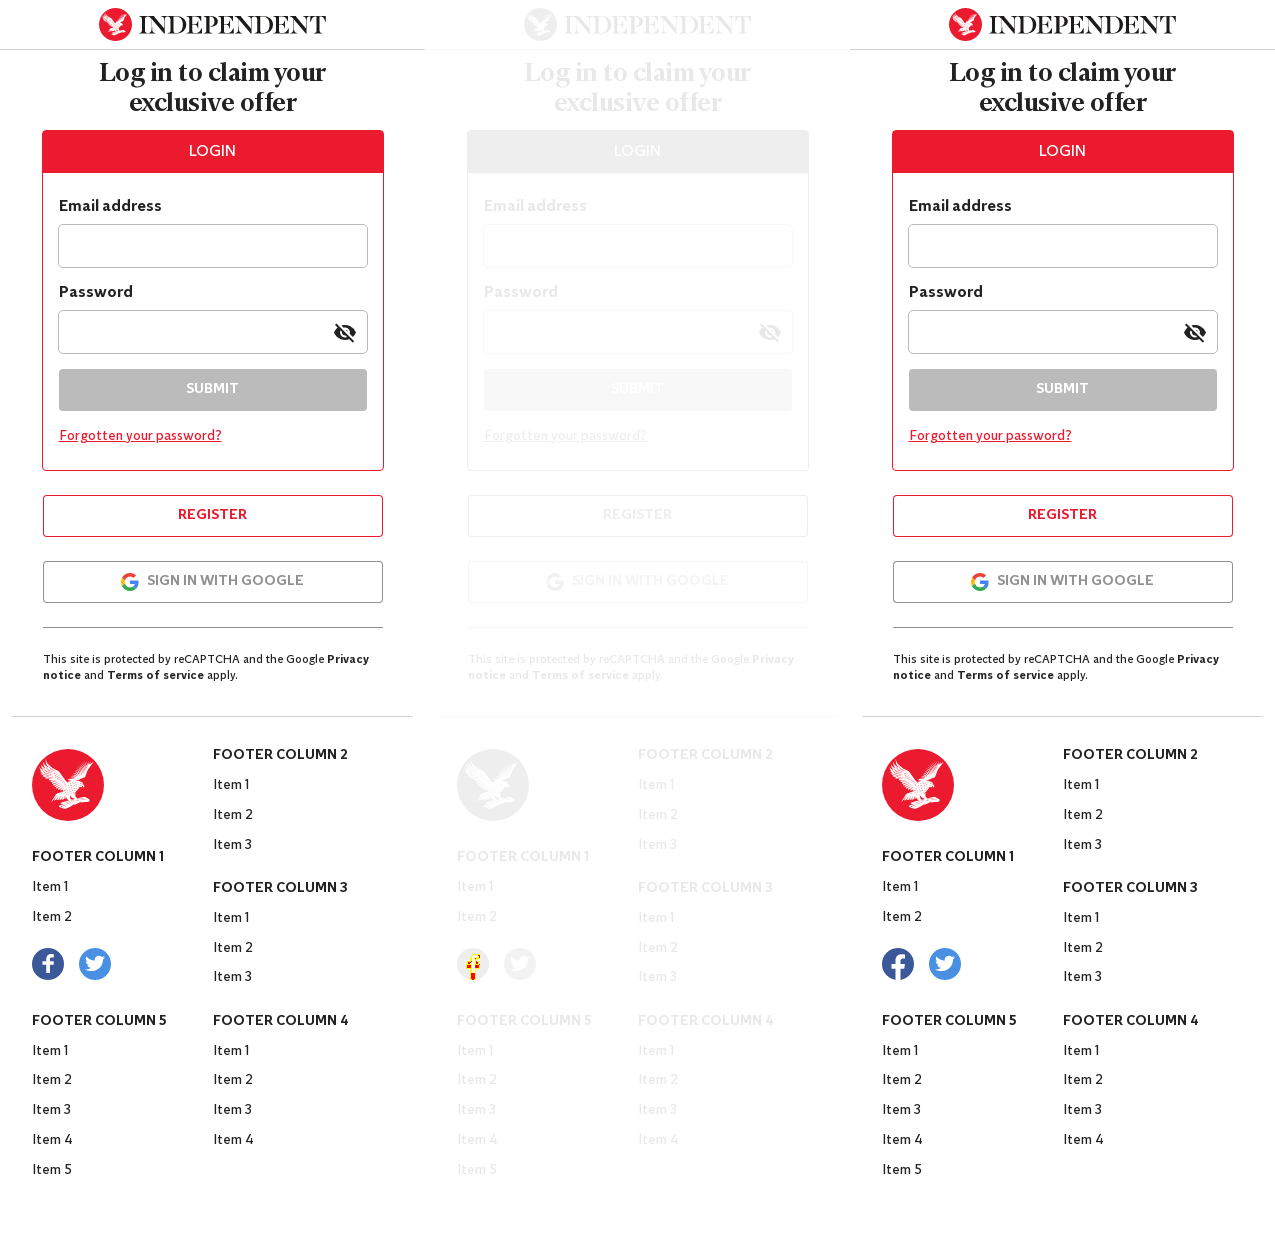 INDEPENDENT
Log in to claim your
exclusive offer
LOGIN
Email address
Password
SUBMIT
Forgotten your password?
REGISTER
SIGN IN WITH GOOGLE
This site is protected by reCAPTCHA and the Google Privacy
notice and Terms of service apply.
FOOTER COLUMN 1
Item 1
Item 2
FOOTER COLUMN 5
Item 1
Item 2
Item 3
Item 4
Item 5
FOOTER COLUMN 2
Item 1
Item 2
Item 3
FOOTER COLUMN 3
Item 1
Item 2
Item 3
FOOTER COLUMN 4
Item 1
Item 2
Item 3
Item 4
INDEPENDENT
Log in to claim your
exclusive offer
LOGIN
Email address
Password
SUBMIT
Forgotten your password?
REGISTER
SIGN IN WITH GOOGLE
This site is protected by reCAPTCHA and the Google Privacy
notice and Terms of service apply.
FOOTER COLUMN 1
Item 1
Item 2
FOOTER COLUMN 5
Item 1
Item 2
Item 3
Item 4
Item 5
FOOTER COLUMN 2
Item 1
Item 2
Item 3
FOOTER COLUMN 3
Item 1
Item 2
Item 3
FOOTER COLUMN 4
Item 1
Item 2
Item 3
Item 4
INDEPENDENT
Log in to claim your
exclusive offer
LOGIN
Email address
Password
SUBMIT
Forgotten your password?
REGISTER
SIGN IN WITH GOOGLE
This site is protected by reCAPTCHA and the Google Privacy
notice and Terms of service apply.
FOOTER COLUMN 1
Item 1
Item 2
FOOTER COLUMN 5
Item 1
Item 2
Item 3
Item 4
Item 5
FOOTER COLUMN 2
Item 1
Item 2
Item 3
FOOTER COLUMN 3
Item 1
Item 2
Item 3
FOOTER COLUMN 4
Item 1
Item 2
Item 3
Item 4